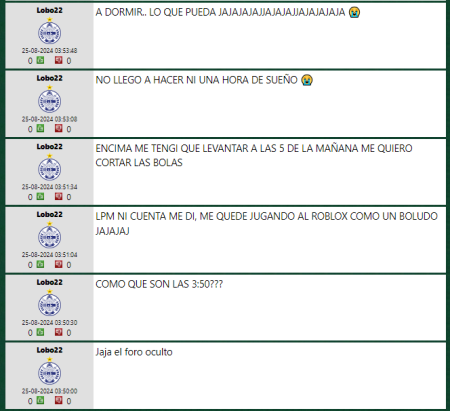 Lobo22
A DORMIR.. LO QUE PUEDA JAJAJAJAJJAJAJAJJAJAJAJAJA 😭
25-08-2024 03:53:48
0 0
Lobo22
NO LLEGO A HACER NI UNA HORA DE SUEÑO 😭
25-08-2024 03:53:08
0 0
Lobo22
ENCIMA ME TENGI QUE LEVANTAR A LAS 5 DE LA MAÑANA ME QUIERO
CORTAR LAS BOLAS
25-08-2024 03:51:34
0 0
Lobo22
LPM NI CUENTA ME DI, ME QUEDE JUGANDO AL ROBLOX COMO UN BOLUDO
JAJAJAJ
25-08-2024 03:51:04
0 0
Lobo22
COMO QUE SON LAS 3:50???
25-08-2024 03:50:30
0 0
Lobo22
Jaja el foro oculto
25-08-2024 03:50:00
0 0